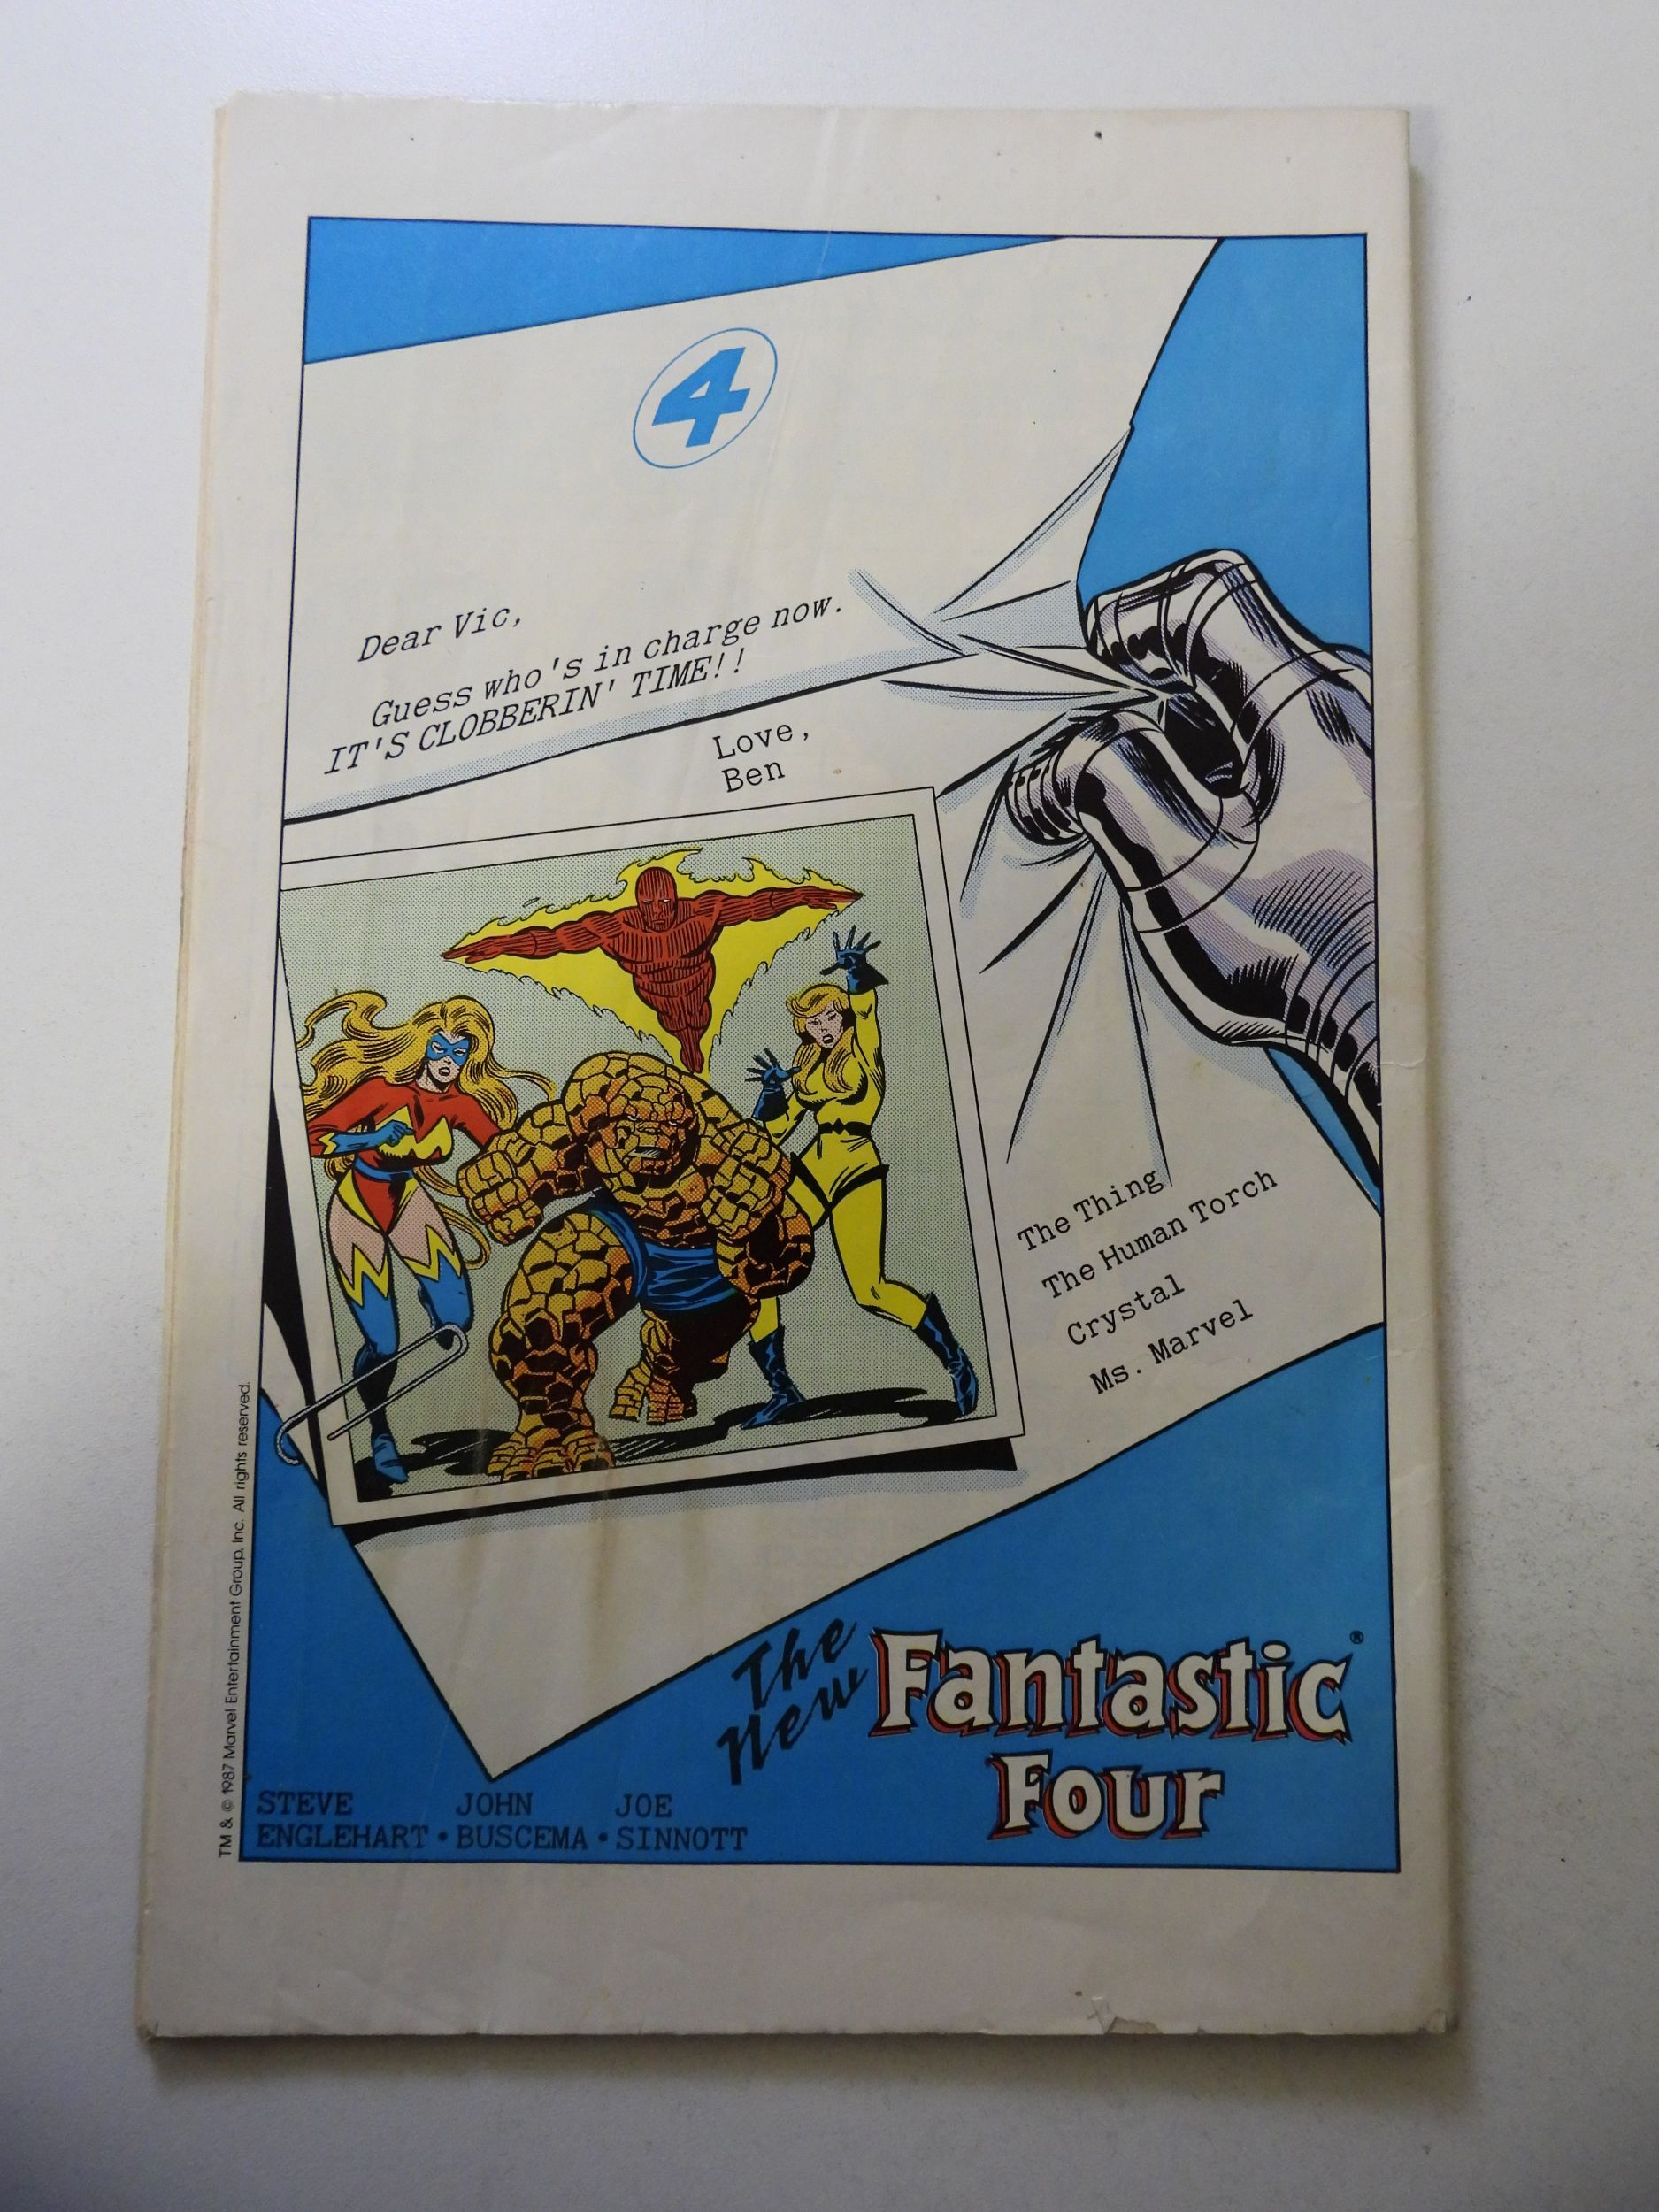 4
Dear Vic,
Guess who's in charge now.
IT'S CLOBBERIN' TIME!!
Love,
Ben
The Thing
The Human Torch
Crystal
Ms. Marvel
The New
Fantastic®
Four
STEVE ENGLEHART • JOHN BUSCEMA • JOE SINNOTT
TM & © 1987 Marvel Entertainment Group, Inc. All rights reserved.